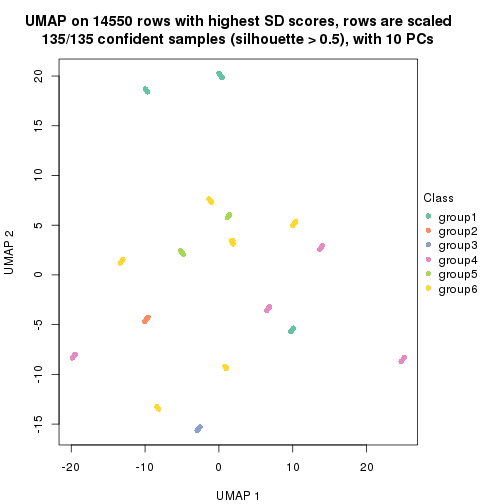 UMAP on 14550 rows with highest SD scores, rows are scaled
135/135 confident samples (silhouette > 0.5), with 10 PCs
20
15
10
5
0
-5
-10
-15
UMAP 2
-20
-10
0
10
20
UMAP 1
Class
group1
group2
group3
group4
group5
group6